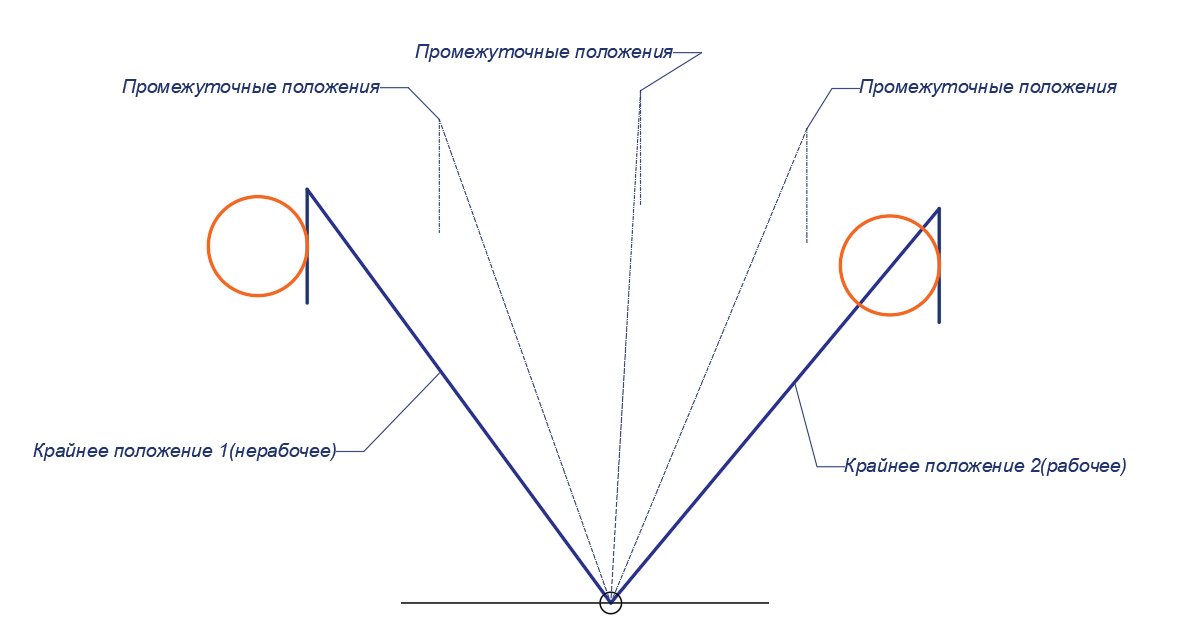 Промежуточные положения
Промежуточные положения
Промежуточные положения
Крайнее положение 1(нерабочее)
Крайнее положение 2(рабочее)